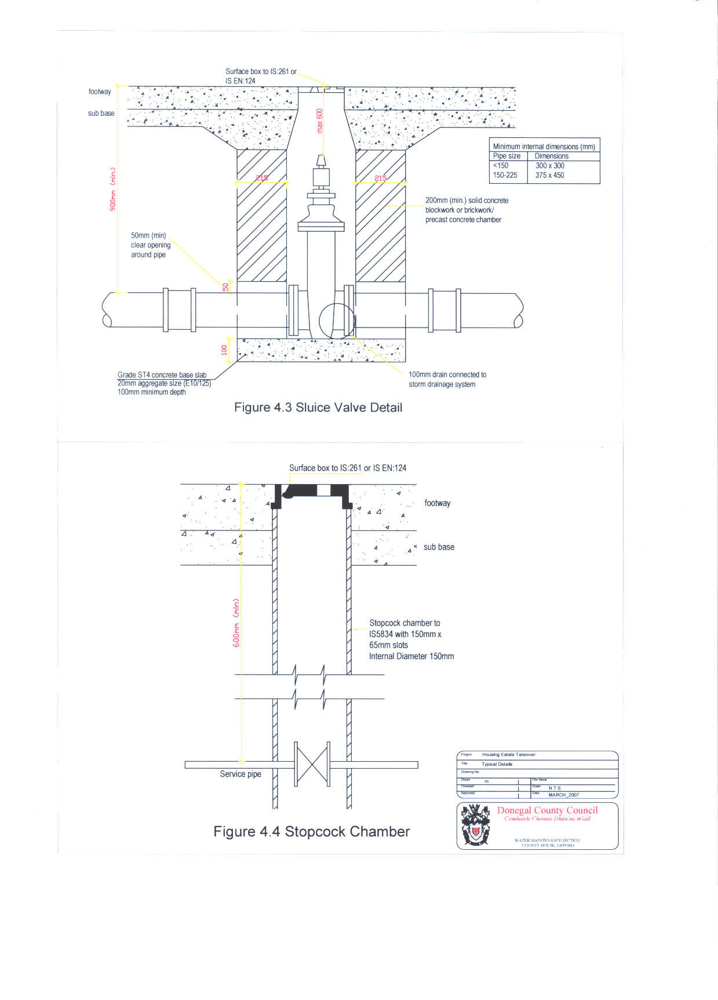 Surface box to IS:261 or
IS EN:124
footway
sub base
max 600
900mm (min.)
215
215
Minimum internal dimensions (mm)
Pipe size Dimensions
<150 300 x 300
150-225 375 x 450
200mm (min.) solid concrete
blockwork or brickwork/
precast concrete chamber
50mm (min)
clear opening
around pipe
50
100
Grade ST4 concrete base slab
20mm aggregate size (E10/125)
100mm minimum depth
100mm drain connected to
storm drainage system
Figure 4.3 Sluice Valve Detail
Surface box to IS:261 or IS EN:124
footway
sub base
600mm (min)
Stopcock chamber to
IS5834 with 150mm x
65mm slots
Internal Diameter 150mm
Service pipe
Figure 4.4 Stopcock Chamber
Project: Housing Estate Takeover
Title: Typical Details
Drawing No:
Drawn SS File Name
Checked Scale N T S
Approved Date MARCH_2007
Donegal County Council
Comhairle Chontae Dhún na nGall
WATER MAINTENANCE SECTION
COUNTY HOUSE, LIFFORD